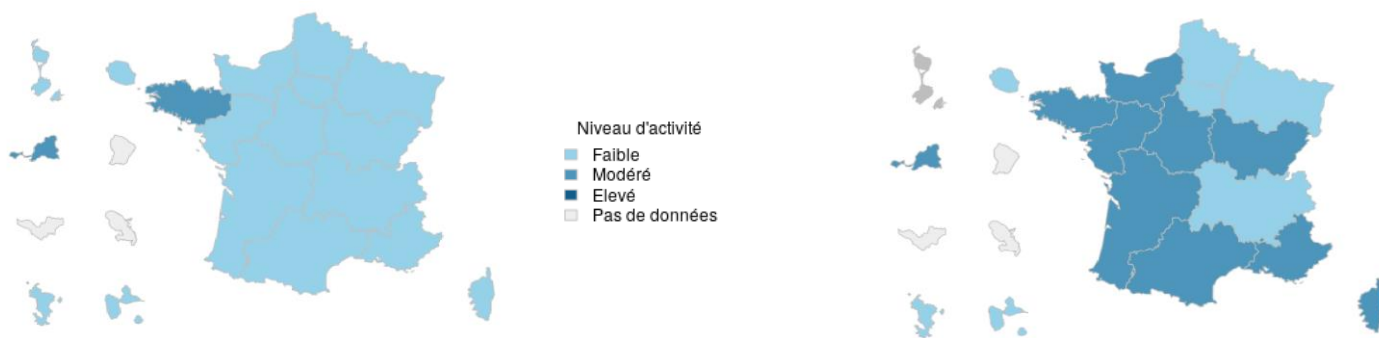 Niveau d'activité
Faible
Modéré
Elevé
Pas de données